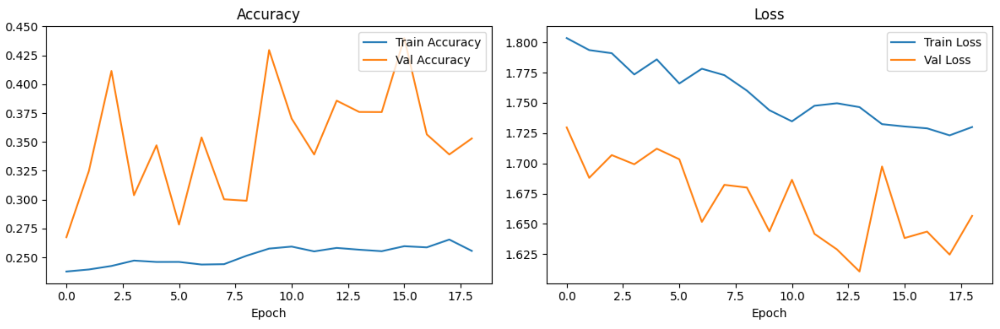 Accuracy
0.450
0.425
0.400
0.375
0.350
0.325
0.300
0.275
0.250
Train Accuracy
Val Accuracy
0.0 2.5 5.0 7.5 10.0 12.5 15.0 17.5
Epoch
Loss
1.800
1.775
1.750
1.725
1.700
1.675
1.650
1.625
Train Loss
Val Loss
0.0 2.5 5.0 7.5 10.0 12.5 15.0 17.5
Epoch